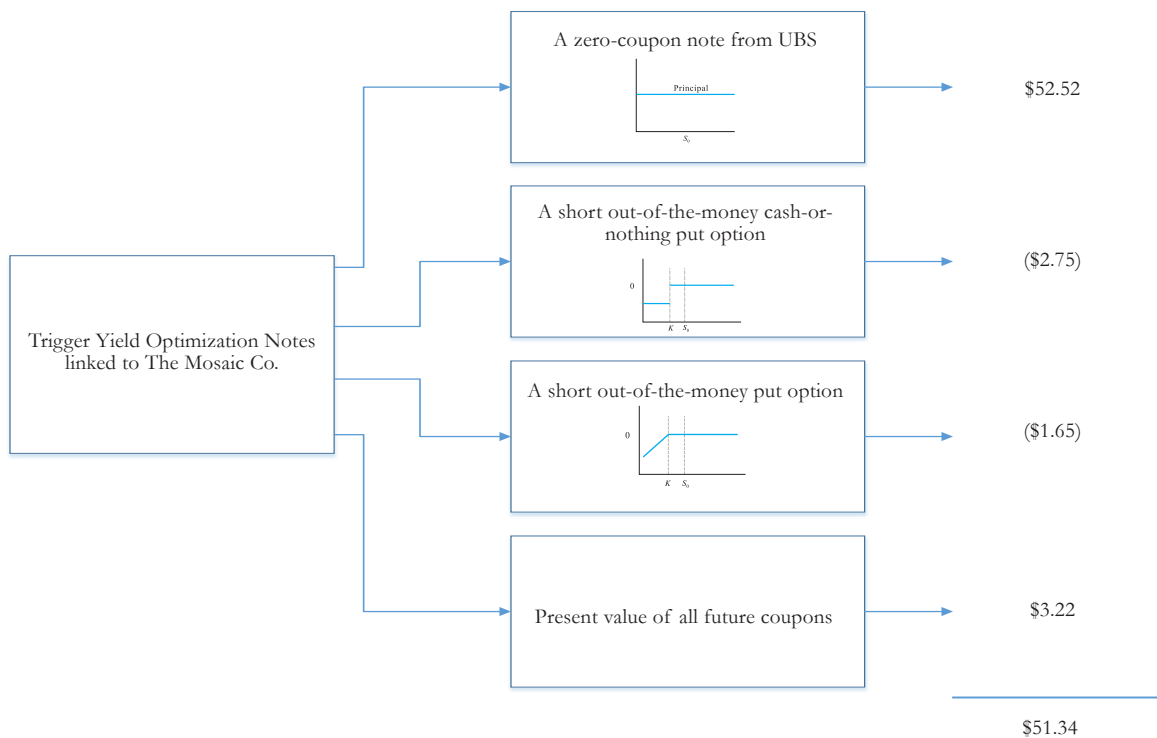 A zero-coupon note from UBS
Principal
S₀
$52.52
A short out-of-the-money cash-or-
nothing put option
0
K S₀
($2.75)
Trigger Yield Optimization Notes
linked to The Mosaic Co.
A short out-of-the-money put option
0
K S₀
($1.65)
Present value of all future coupons
$3.22
$51.34